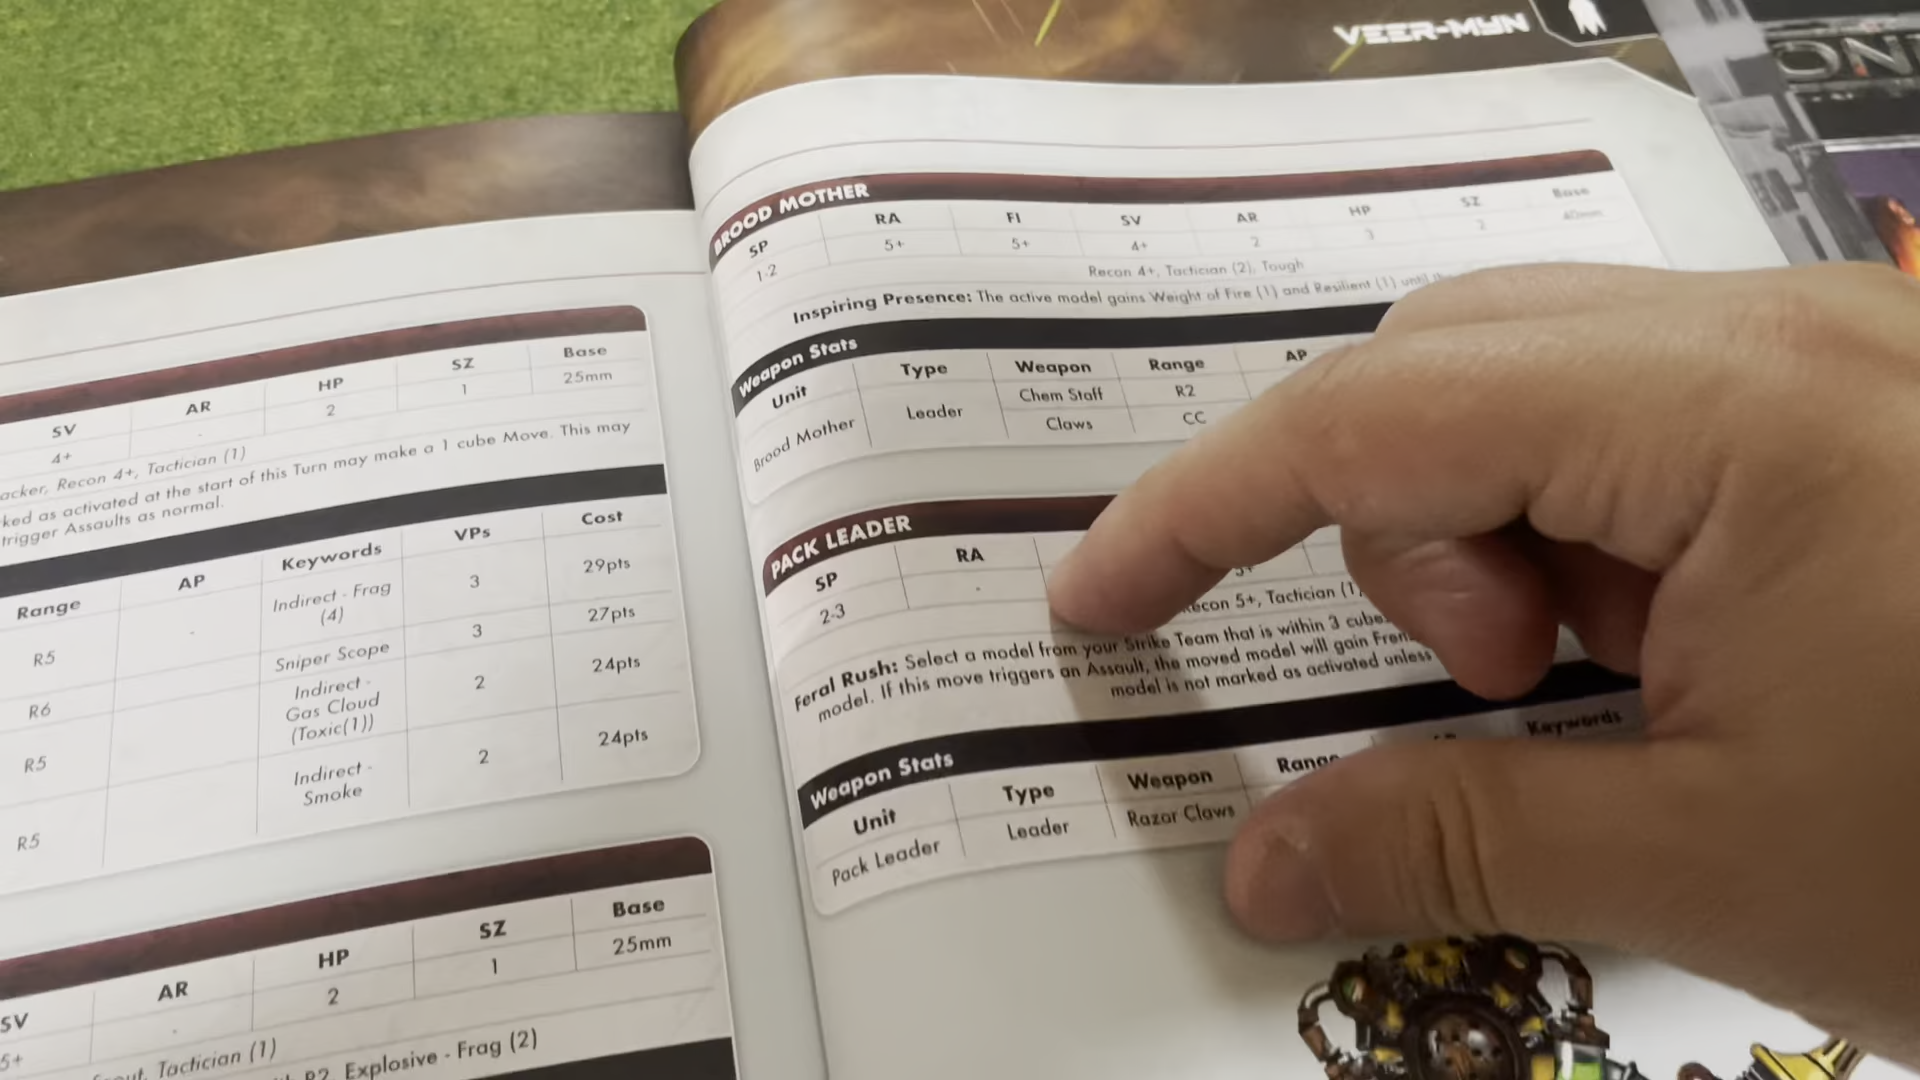 VEER-MYN
SV AR HP SZ Base
4+ . 2 1 25mm
Recon 4+, Tactician (1)
ked as activated at the start of this Turn may make a 1 cube Move. This may
trigger Assaults as normal.
Range AP Keywords VPs Cost
R5 . Indirect - Frag 3 29pts
(4)
R6 Sniper Scope 3 27pts
R5 Indirect - 2 24pts
Gas Cloud
(Toxic(1))
R5 Indirect - 2 24pts
Smoke
SV AR HP SZ Base
5+ . 2 1 25mm
Tactician (1)
R2, Explosive - Frag (2)
BROOD MOTHER
SP RA FI SV AR HP SZ Base
1-2 5+ 5+ 4+ 2 3 2 40mm
Recon 4+, Tactician (2), Tough
Inspiring Presence: The active model gains Weight of Fire (1) and Resilient (1) until
Weapon Stats
Unit Type Weapon Range AP
Brood Mother Leader Chem Staff R2
Claws CC
PACK LEADER
SP RA
2-3 . 5+
Recon 5+, Tactician (1)
Feral Rush: Select a model from your Strike Team that is within 3 cubes
model. If this move triggers an Assault, the moved model will gain
model is not marked as activated unless
Weapon Stats
Unit Type Weapon Range AP Keywords
Pack Leader Leader Razor Claws